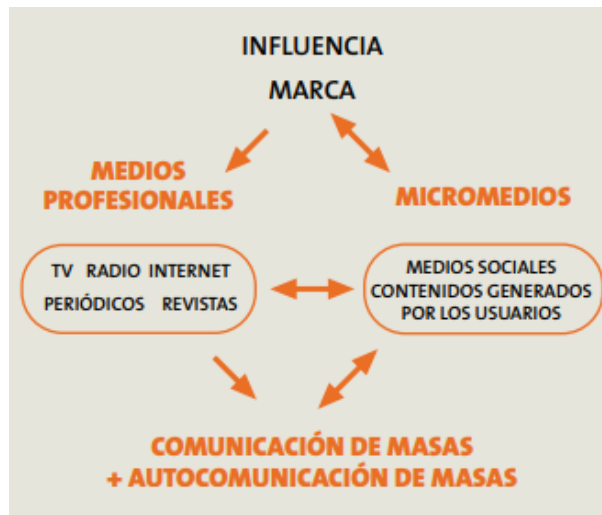 INFLUENCIA
MARCA
MEDIOS
PROFESIONALES
MICROMEDIOS
TV RADIO INTERNET
PERIÓDICOS REVISTAS
MEDIOS SOCIALES
CONTENIDOS GENERADOS
POR LOS USUARIOS
COMUNICACIÓN DE MASAS
+ AUTOCOMUNICACIÓN DE MASAS